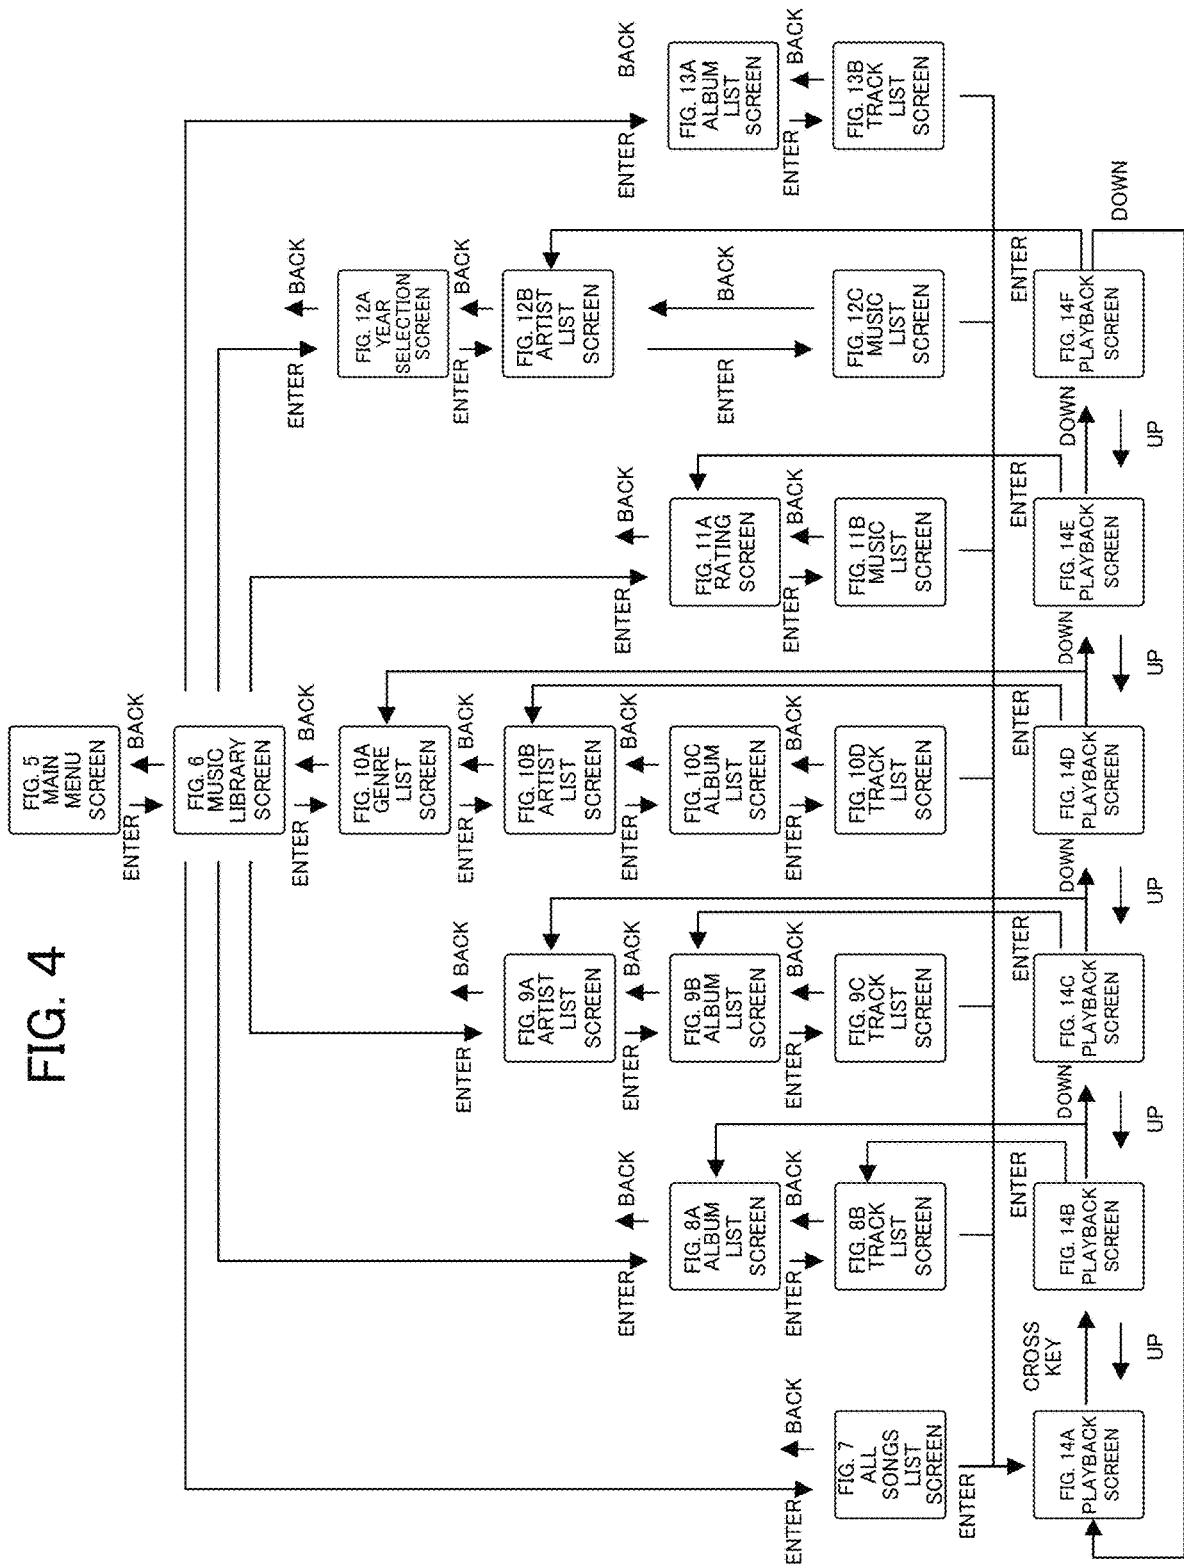 FIG. 4
FIG. 5
MAIN
MENU
SCREEN
ENTER
BACK
FIG. 6
MUSIC
LIBRARY
SCREEN
ENTER
BACK
FIG. 7
ALL
SONGS
LIST
SCREEN
ENTER
BACK
ENTER
FIG. 8A
ALBUM
LIST
SCREEN
ENTER
BACK
ENTER
BACK
FIG. 8B
TRACK
LIST
SCREEN
FIG. 9A
ARTIST
LIST
SCREEN
ENTER
BACK
ENTER
BACK
FIG. 9B
ALBUM
LIST
SCREEN
ENTER
BACK
FIG. 9C
TRACK
LIST
SCREEN
FIG. 10A
GENRE
LIST
SCREEN
ENTER
BACK
FIG. 10B
ARTIST
LIST
SCREEN
ENTER
BACK
FIG. 10C
ALBUM
LIST
SCREEN
ENTER
BACK
FIG. 10D
TRACK
LIST
SCREEN
ENTER
BACK
FIG. 11A
RATING
SCREEN
ENTER
BACK
FIG. 11B
MUSIC
LIST
SCREEN
ENTER
BACK
FIG. 12A
YEAR
SELECTION
SCREEN
ENTER
BACK
FIG. 12B
ARTIST
LIST
SCREEN
ENTER
BACK
FIG. 12C
MUSIC
LIST
SCREEN
ENTER
BACK
FIG. 13A
ALBUM
LIST
SCREEN
ENTER
BACK
FIG. 13B
TRACK
LIST
SCREEN
FIG. 14A
PLAYBACK
SCREEN
CROSS
KEY
UP
FIG. 14B
PLAYBACK
SCREEN
ENTER
DOWN
UP
FIG. 14C
PLAYBACK
SCREEN
ENTER
DOWN
UP
FIG. 14D
PLAYBACK
SCREEN
ENTER
DOWN
UP
FIG. 14E
PLAYBACK
SCREEN
ENTER
DOWN
UP
FIG. 14F
PLAYBACK
SCREEN
ENTER
DOWN